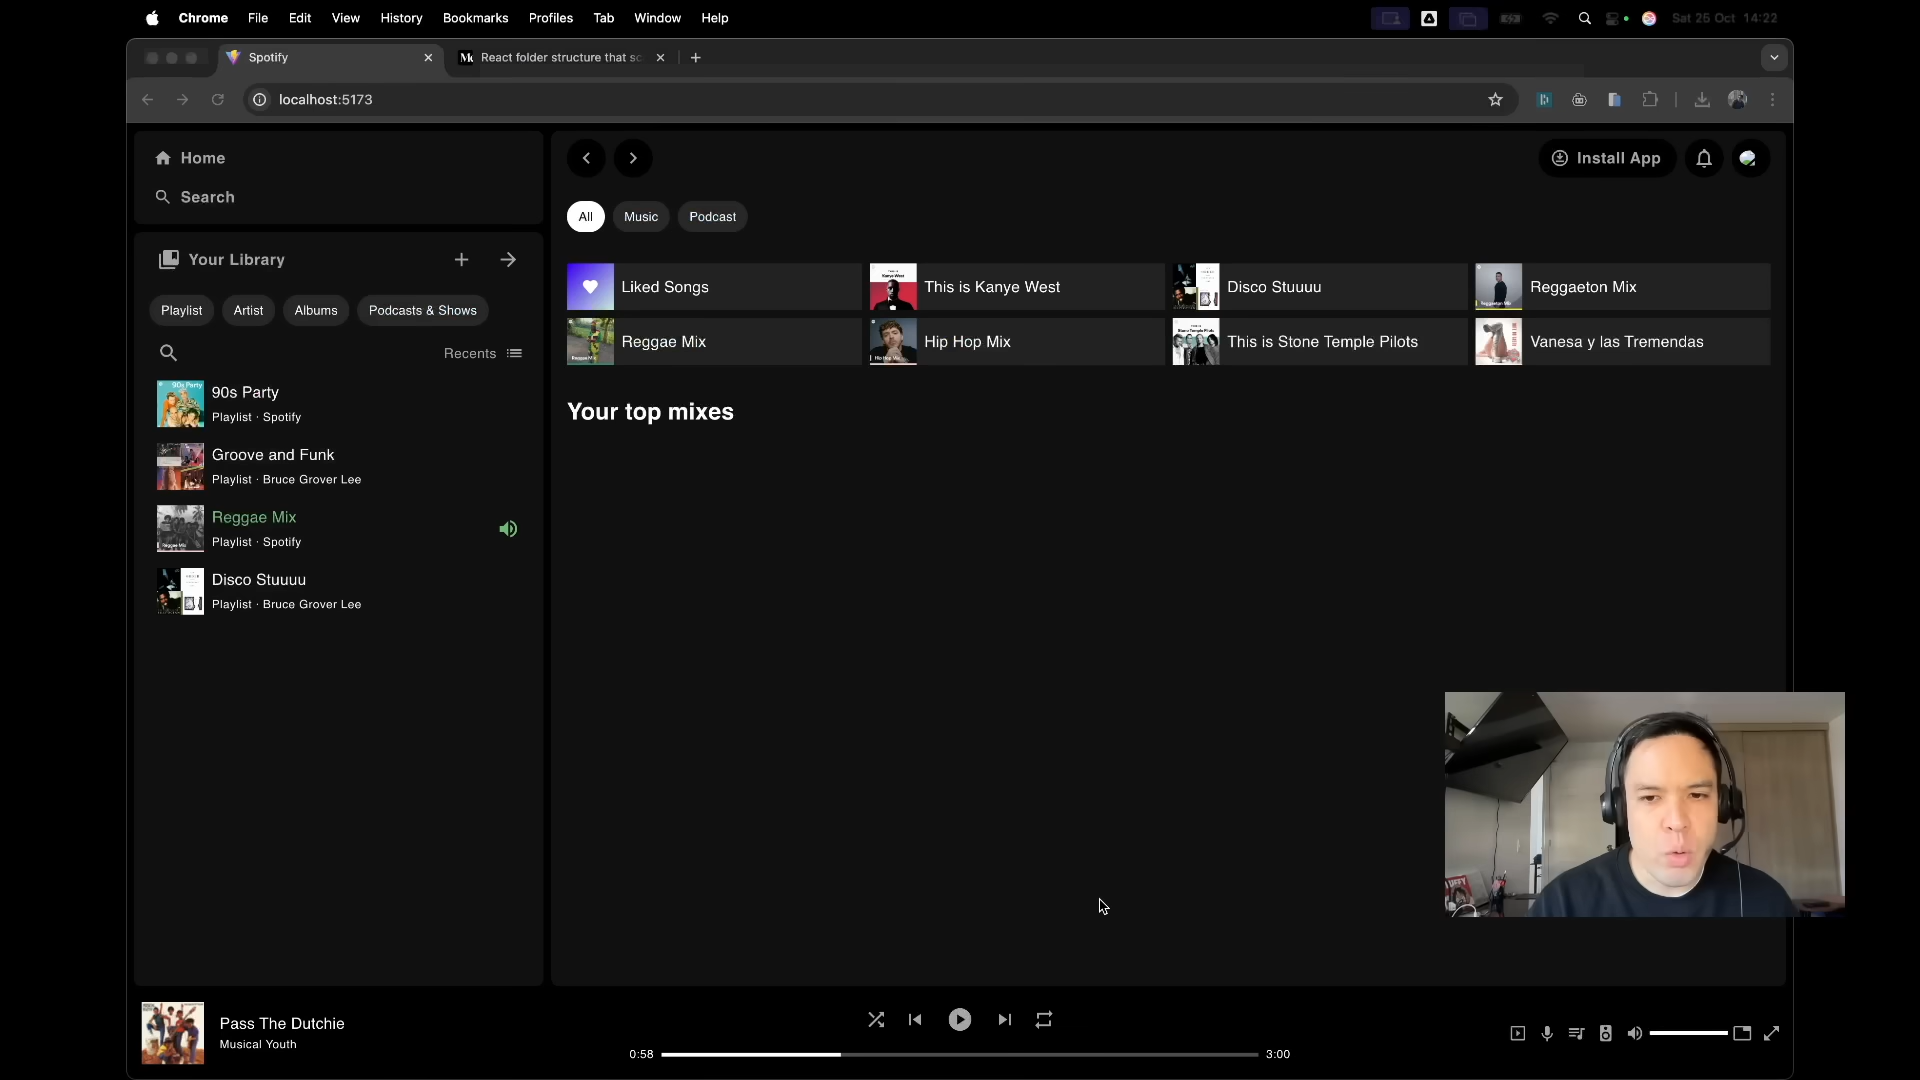 Chrome File Edit View History Bookmarks Profiles Tab Window Help
Sat 25 Oct 14:22
Spotify
React folder structure that sc
localhost:5173
Home
Search
Your Library
Playlist
Artist
Albums
Podcasts & Shows
Recents
90s Party
Playlist · Spotify
Groove and Funk
Playlist · Bruce Grover Lee
Reggae Mix
Playlist · Spotify
Disco Stuuuu
Playlist · Bruce Grover Lee
Install App
All
Music
Podcast
Liked Songs
This is Kanye West
Disco Stuuuu
Reggaeton Mix
Reggae Mix
Hip Hop Mix
This is Stone Temple Pilots
Vanesa y las Tremendas
Your top mixes
Pass The Dutchie
Musical Youth
0:58
3:00